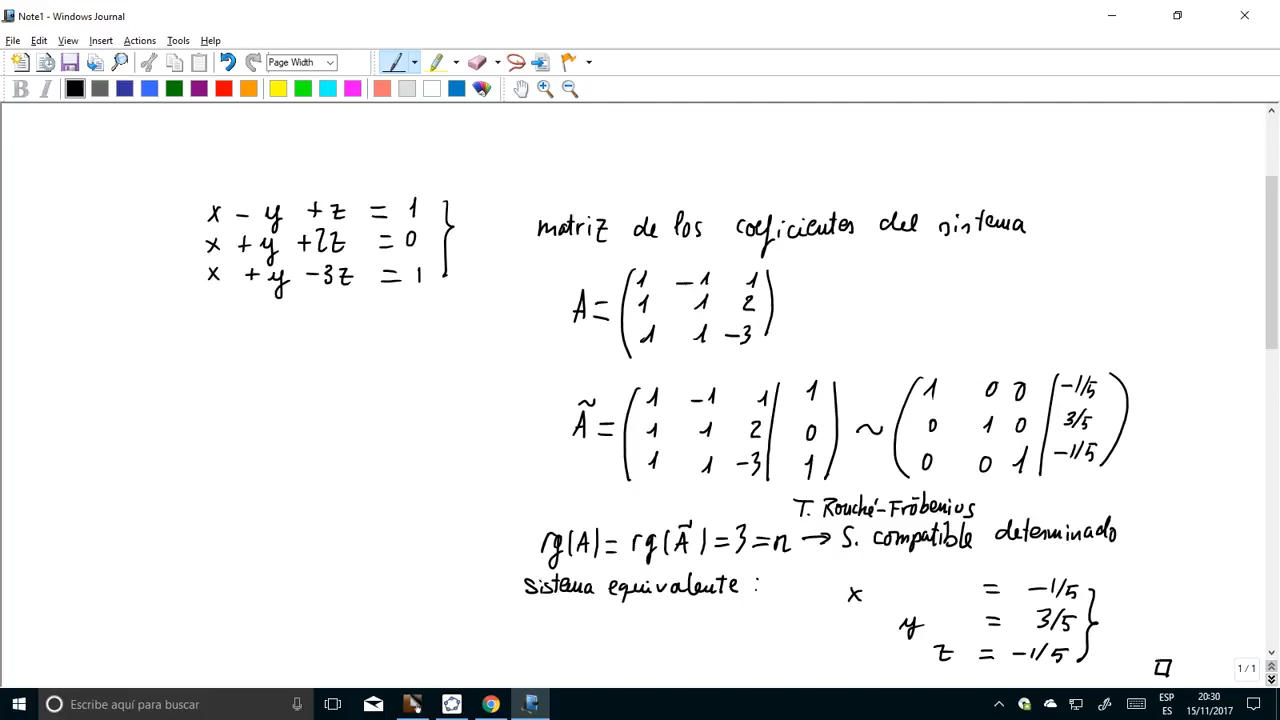 Note1 - Windows Journal
File Edit View Insert Actions Tools Help
Page Width
B I
x - y + z = 1
x + y + 2z = 0
x + y - 3z = 1
matriz de los coeficientes del sistema
A = ( 1 -1 1
1 1 2
1 1 -3 )
Ã = ( 1 -1 1 | 1
1 1 2 | 0
1 1 -3 | 1 ) ~ ( 1 0 0 | -1/5
0 1 0 | 3/5
0 0 1 | -1/5 )
T. Rouché-Fröbenius
rg(A) = rg(Ã) = 3 = n → S. compatible determinado
Sistema equivalente :
x = -1/5
y = 3/5
z = -1/5
1 / 1
Escribe aquí para buscar
ESP
ES
20:30
15/11/2017